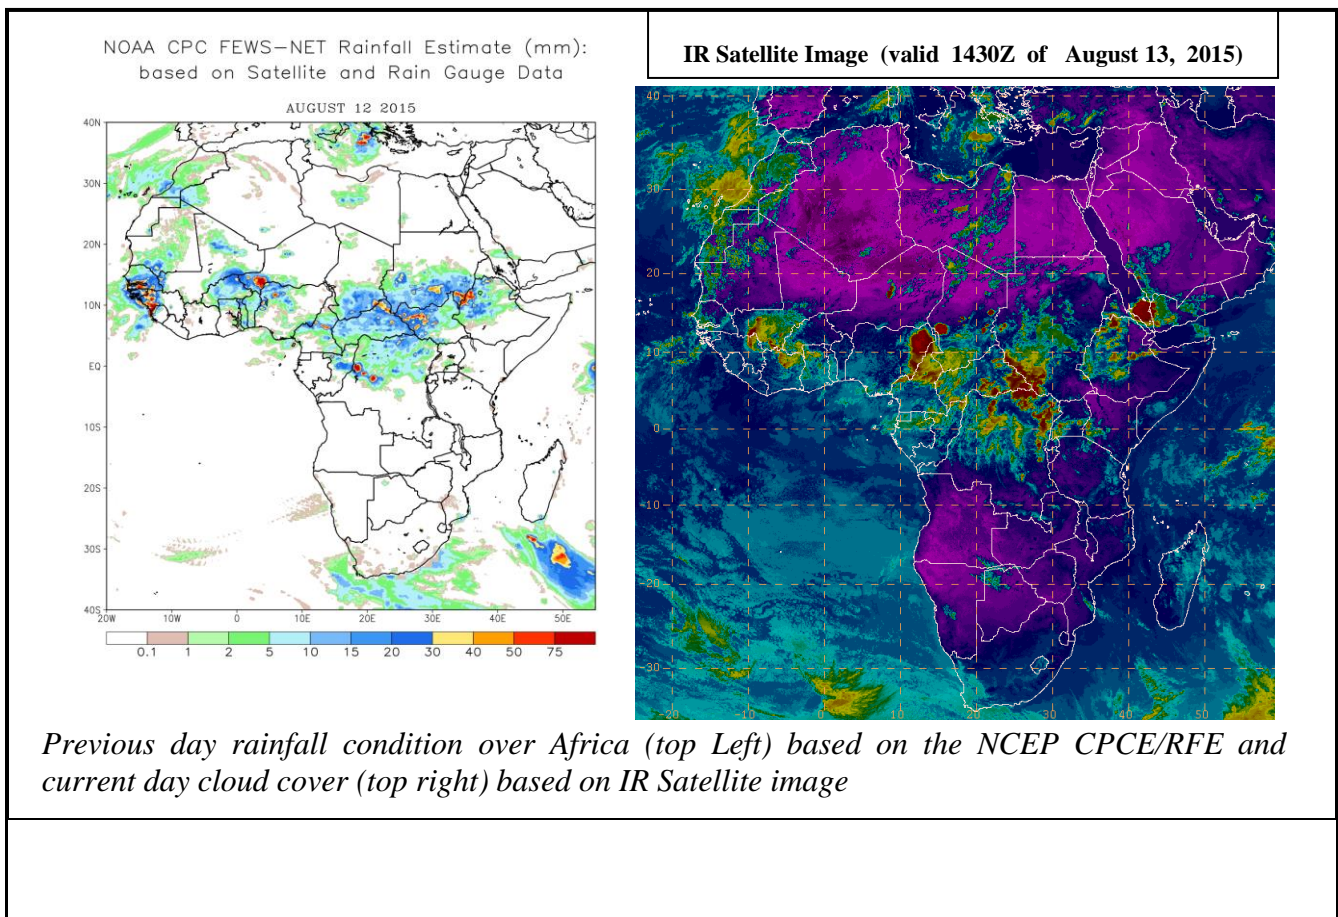 NOAA CPC FEWS-NET Rainfall Estimate (mm):
based on Satellite and Rain Gauge Data
AUGUST 12 2015
40N
30N
20N
10N
EQ
10S
20S
30S
40S
20W 10W 0 10E 20E 30E 40E 50E
0.1 1 2 5 10 15 20 30 40 50 75
IR Satellite Image (valid 1430Z of August 13, 2015)
40
30
20
10
0
-10
-20
-30
-20 -10 0 10 20 30 40 50
Previous day rainfall condition over Africa (top Left) based on the NCEP CPCE/RFE and
current day cloud cover (top right) based on IR Satellite image